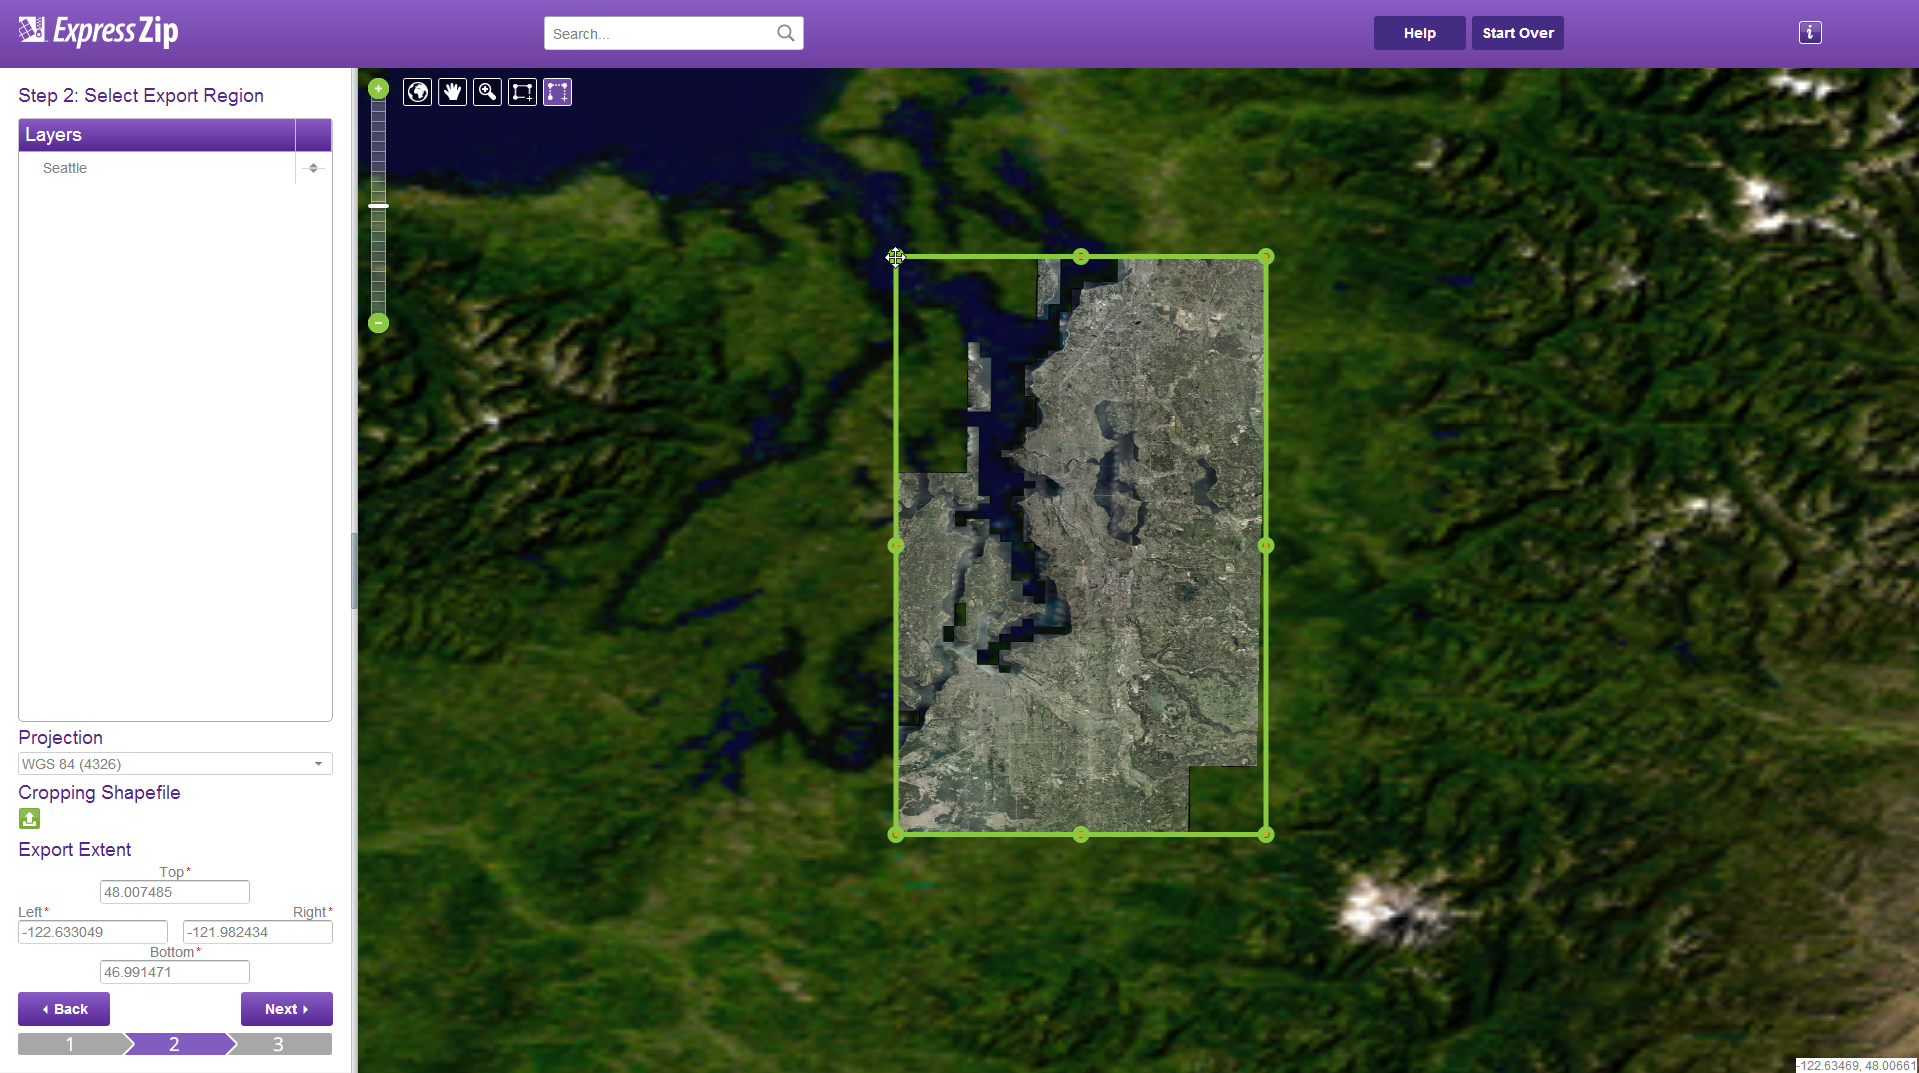 Express Zip
Search...
Help
Start Over
i
Step 2: Select Export Region
Layers
Seattle
Projection
WGS 84 (4326)
Cropping Shapefile
Export Extent
Top*
48.007485
Left* Right*
-122.633049 -121.982434
Bottom*
46.991471
Back Next
1 2 3
-122.63469, 48.00661